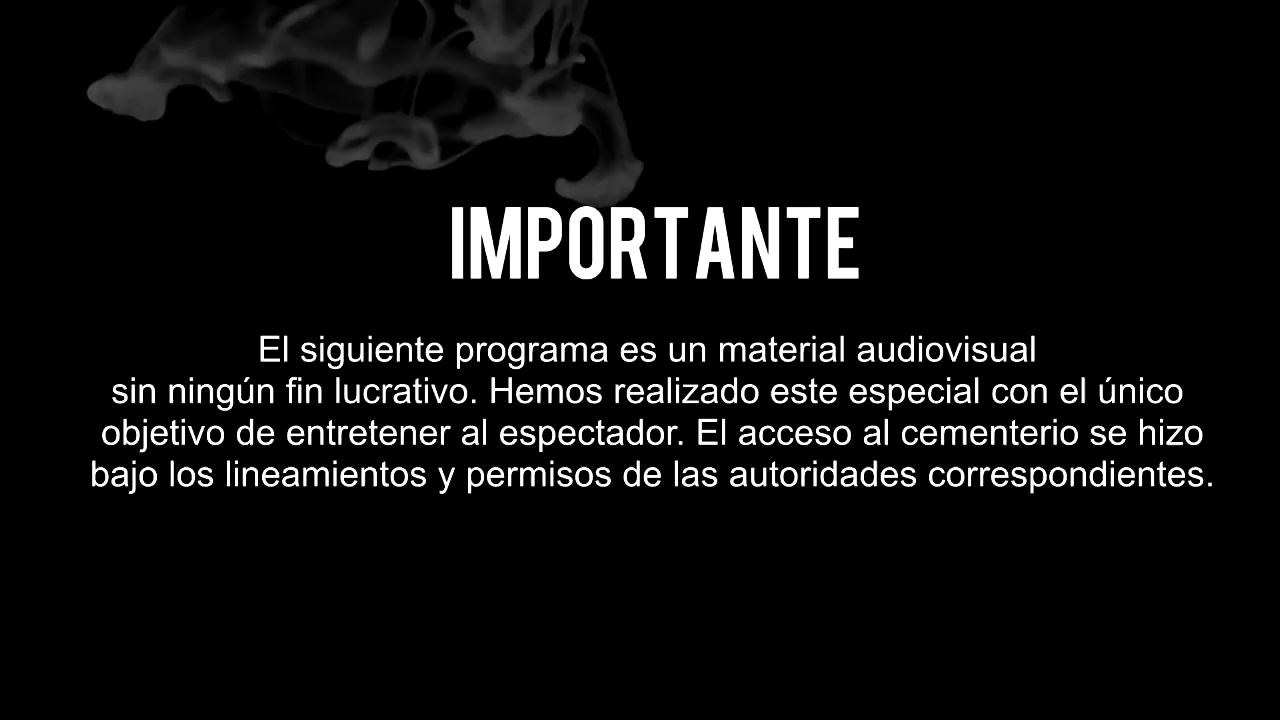 IMPORTANTE
El siguiente programa es un material audiovisual
sin ningún fin lucrativo. Hemos realizado este especial con el único
objetivo de entretener al espectador. El acceso al cementerio se hizo
bajo los lineamientos y permisos de las autoridades correspondientes.